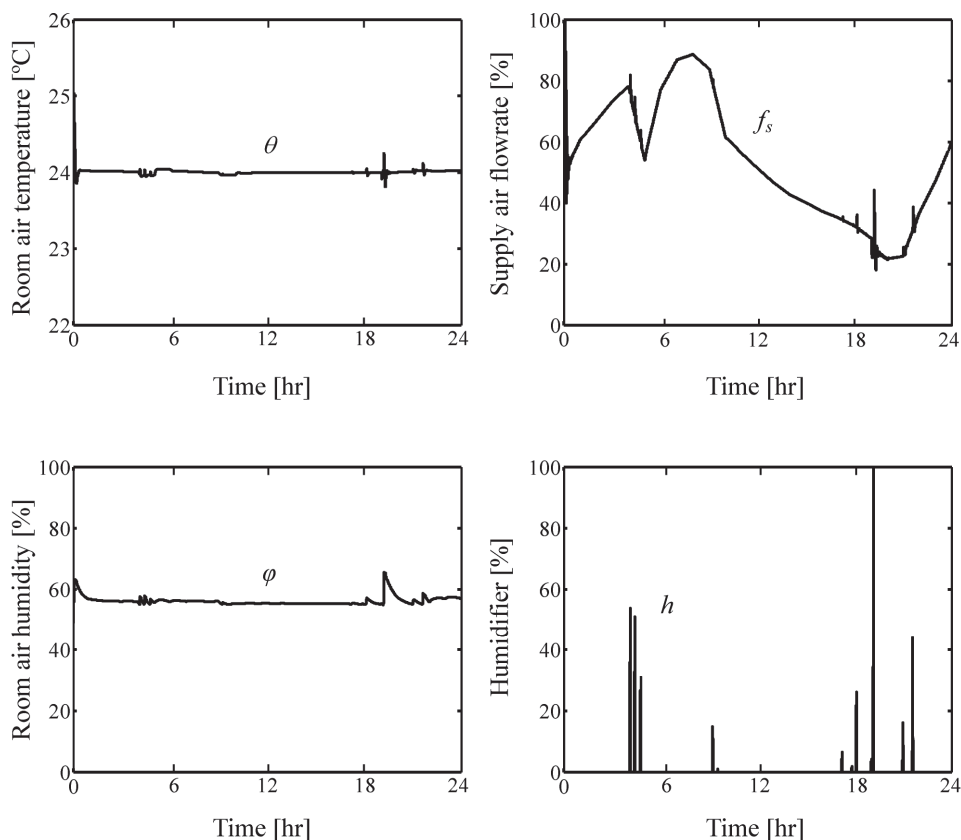 Room air temperature [ºC]
26
25
24
23
22
θ
0 6 12 18 24
Time [hr]
Supply air flowrate [%]
100
80
60
40
20
0
fs
0 6 12 18 24
Time [hr]
Room air humidity [%]
100
80
60
40
20
0
φ
0 6 12 18 24
Time [hr]
Humidifier [%]
100
80
60
40
20
0
h
0 6 12 18 24
Time [hr]